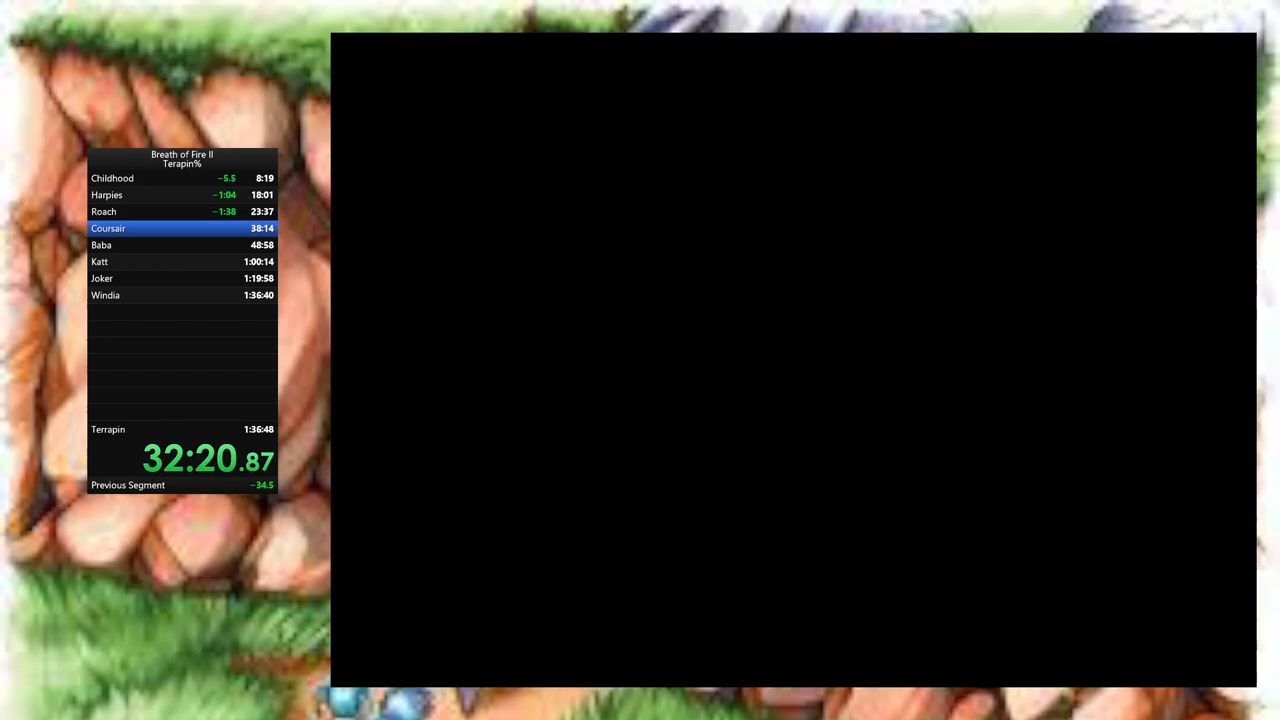 Breath of Fire II
Terapin%
Childhood −5.5 8:19
Harpies −1:04 18:01
Roach −1:38 23:37
Coursair 38:14
Baba 48:58
Katt 1:00:14
Joker 1:19:58
Windia 1:36:40
Terrapin 1:36:48
32:20.87
Previous Segment −34.5